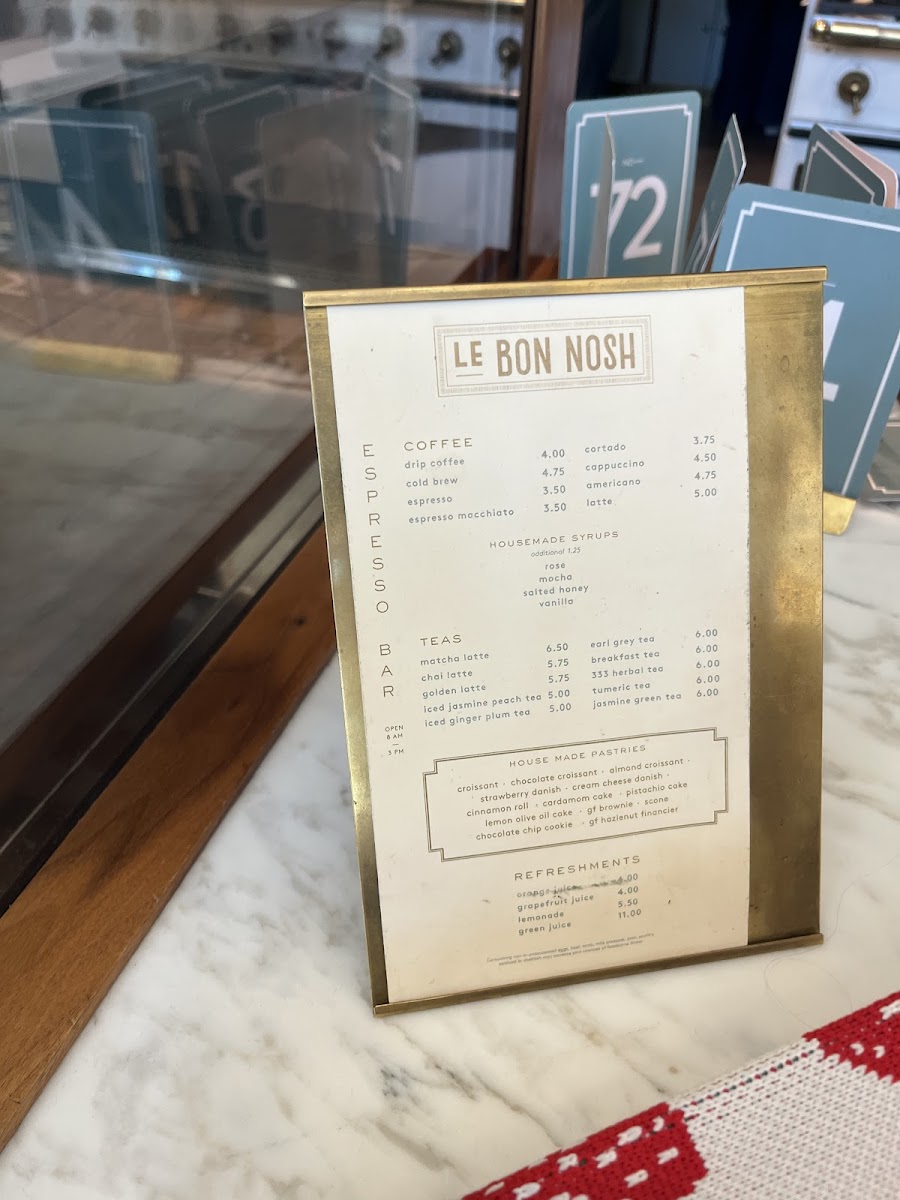 72
1
LE BON NOSH
ESPRESSO BAR
OPEN
8 AM
—
3 PM
COFFEE
drip coffee 4.00
cold brew 4.75
espresso 3.50
espresso macchiato 3.50
cortado 3.75
cappuccino 4.50
americano 4.75
latte 5.00
HOUSEMADE SYRUPS
additional 1.25
rose
mocha
salted honey
vanilla
TEAS
matcha latte 6.50
chai latte 5.75
golden latte 5.75
iced jasmine peach tea 5.00
iced ginger plum tea 5.00
earl grey tea 6.00
breakfast tea 6.00
333 herbal tea 6.00
tumeric tea 6.00
jasmine green tea 6.00
HOUSE MADE PASTRIES
croissant · chocolate croissant · almond croissant ·
· strawberry danish · cream cheese danish ·
cinnamon roll · cardamom cake · pistachio cake
lemon olive oil cake · gf brownie · scone
chocolate chip cookie · gf hazlenut financier
REFRESHMENTS
orange juice 4.00
grapefruit juice 4.00
lemonade 5.50
green juice 11.00